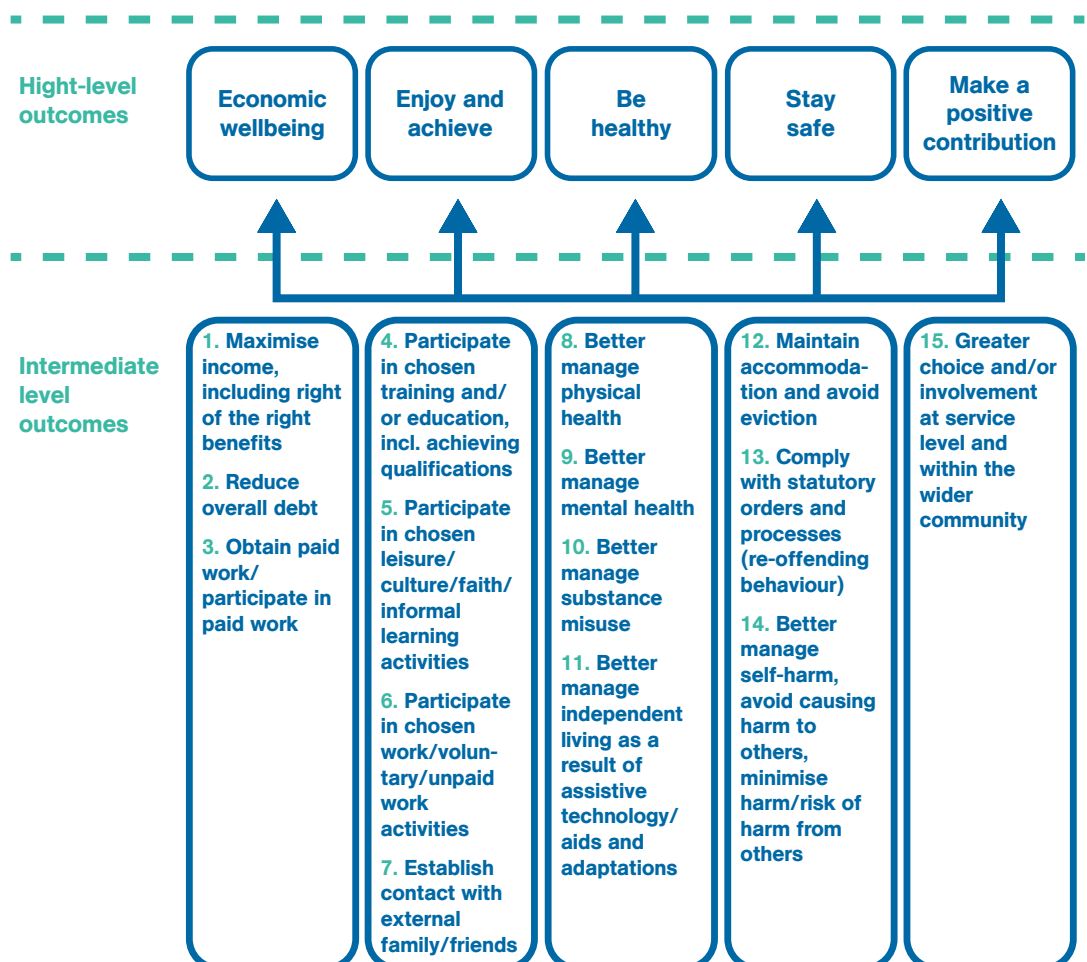 Hight-level
outcomes
Economic
wellbeing
Enjoy and
achieve
Be
healthy
Stay
safe
Make a
positive
contribution
Intermediate
level
outcomes
1. Maximise
income,
including right
of the right
benefits
2. Reduce
overall debt
3. Obtain paid
work/
participate in
paid work
4. Participate
in chosen
training and/
or education,
incl. achieving
qualifications
5. Participate
in chosen
leisure/
culture/faith/
informal
learning
activities
6. Participate
in chosen
work/volun-
tary/unpaid
work
activities
7. Establish
contact with
external
family/friends
8. Better
manage
physical
health
9. Better
manage
mental health
10. Better
manage
substance
misuse
11. Better
manage
independent
living as a
result of
assistive
technology/
aids and
adaptations
12. Maintain
accommoda-
tion and avoid
eviction
13. Comply
with statutory
orders and
processes
(re-offending
behaviour)
14. Better
manage
self-harm,
avoid causing
harm to
others,
minimise
harm/risk of
harm from
others
15. Greater
choice and/or
involvement
at service
level and
within the
wider
community